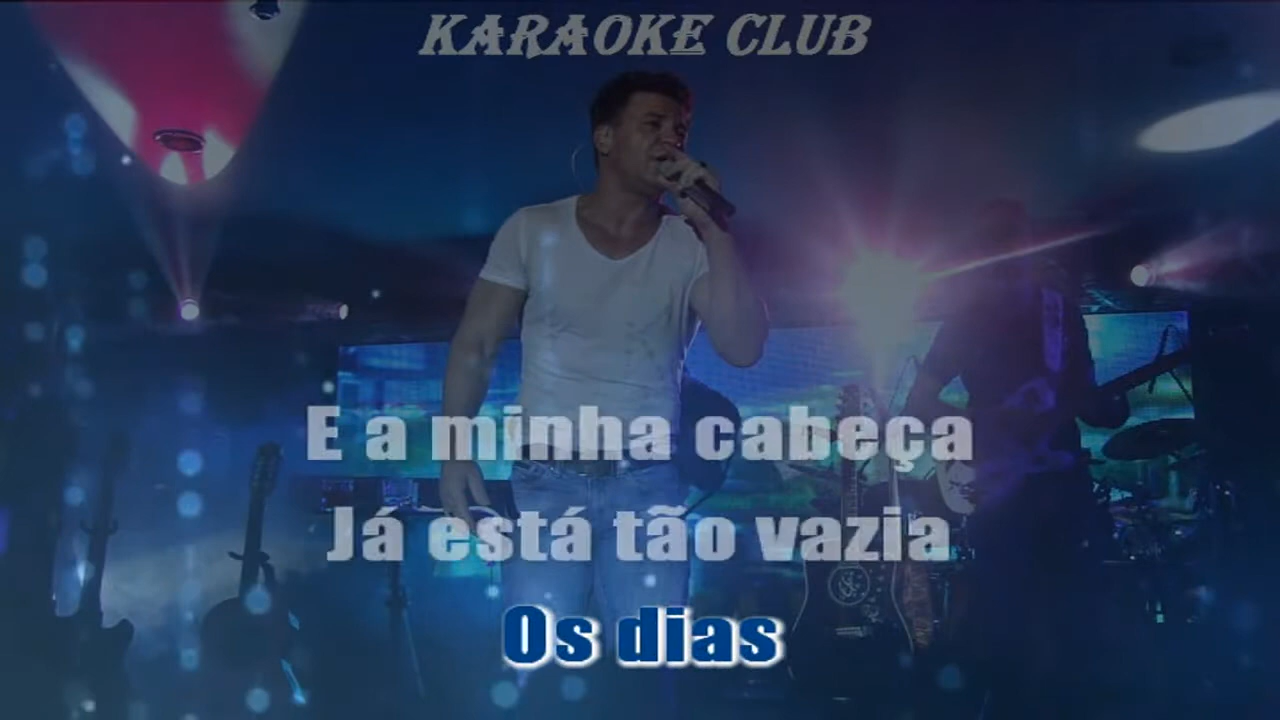 KARAOKE CLUB
E a minha cabeça
Já está tão vazia
Os dias